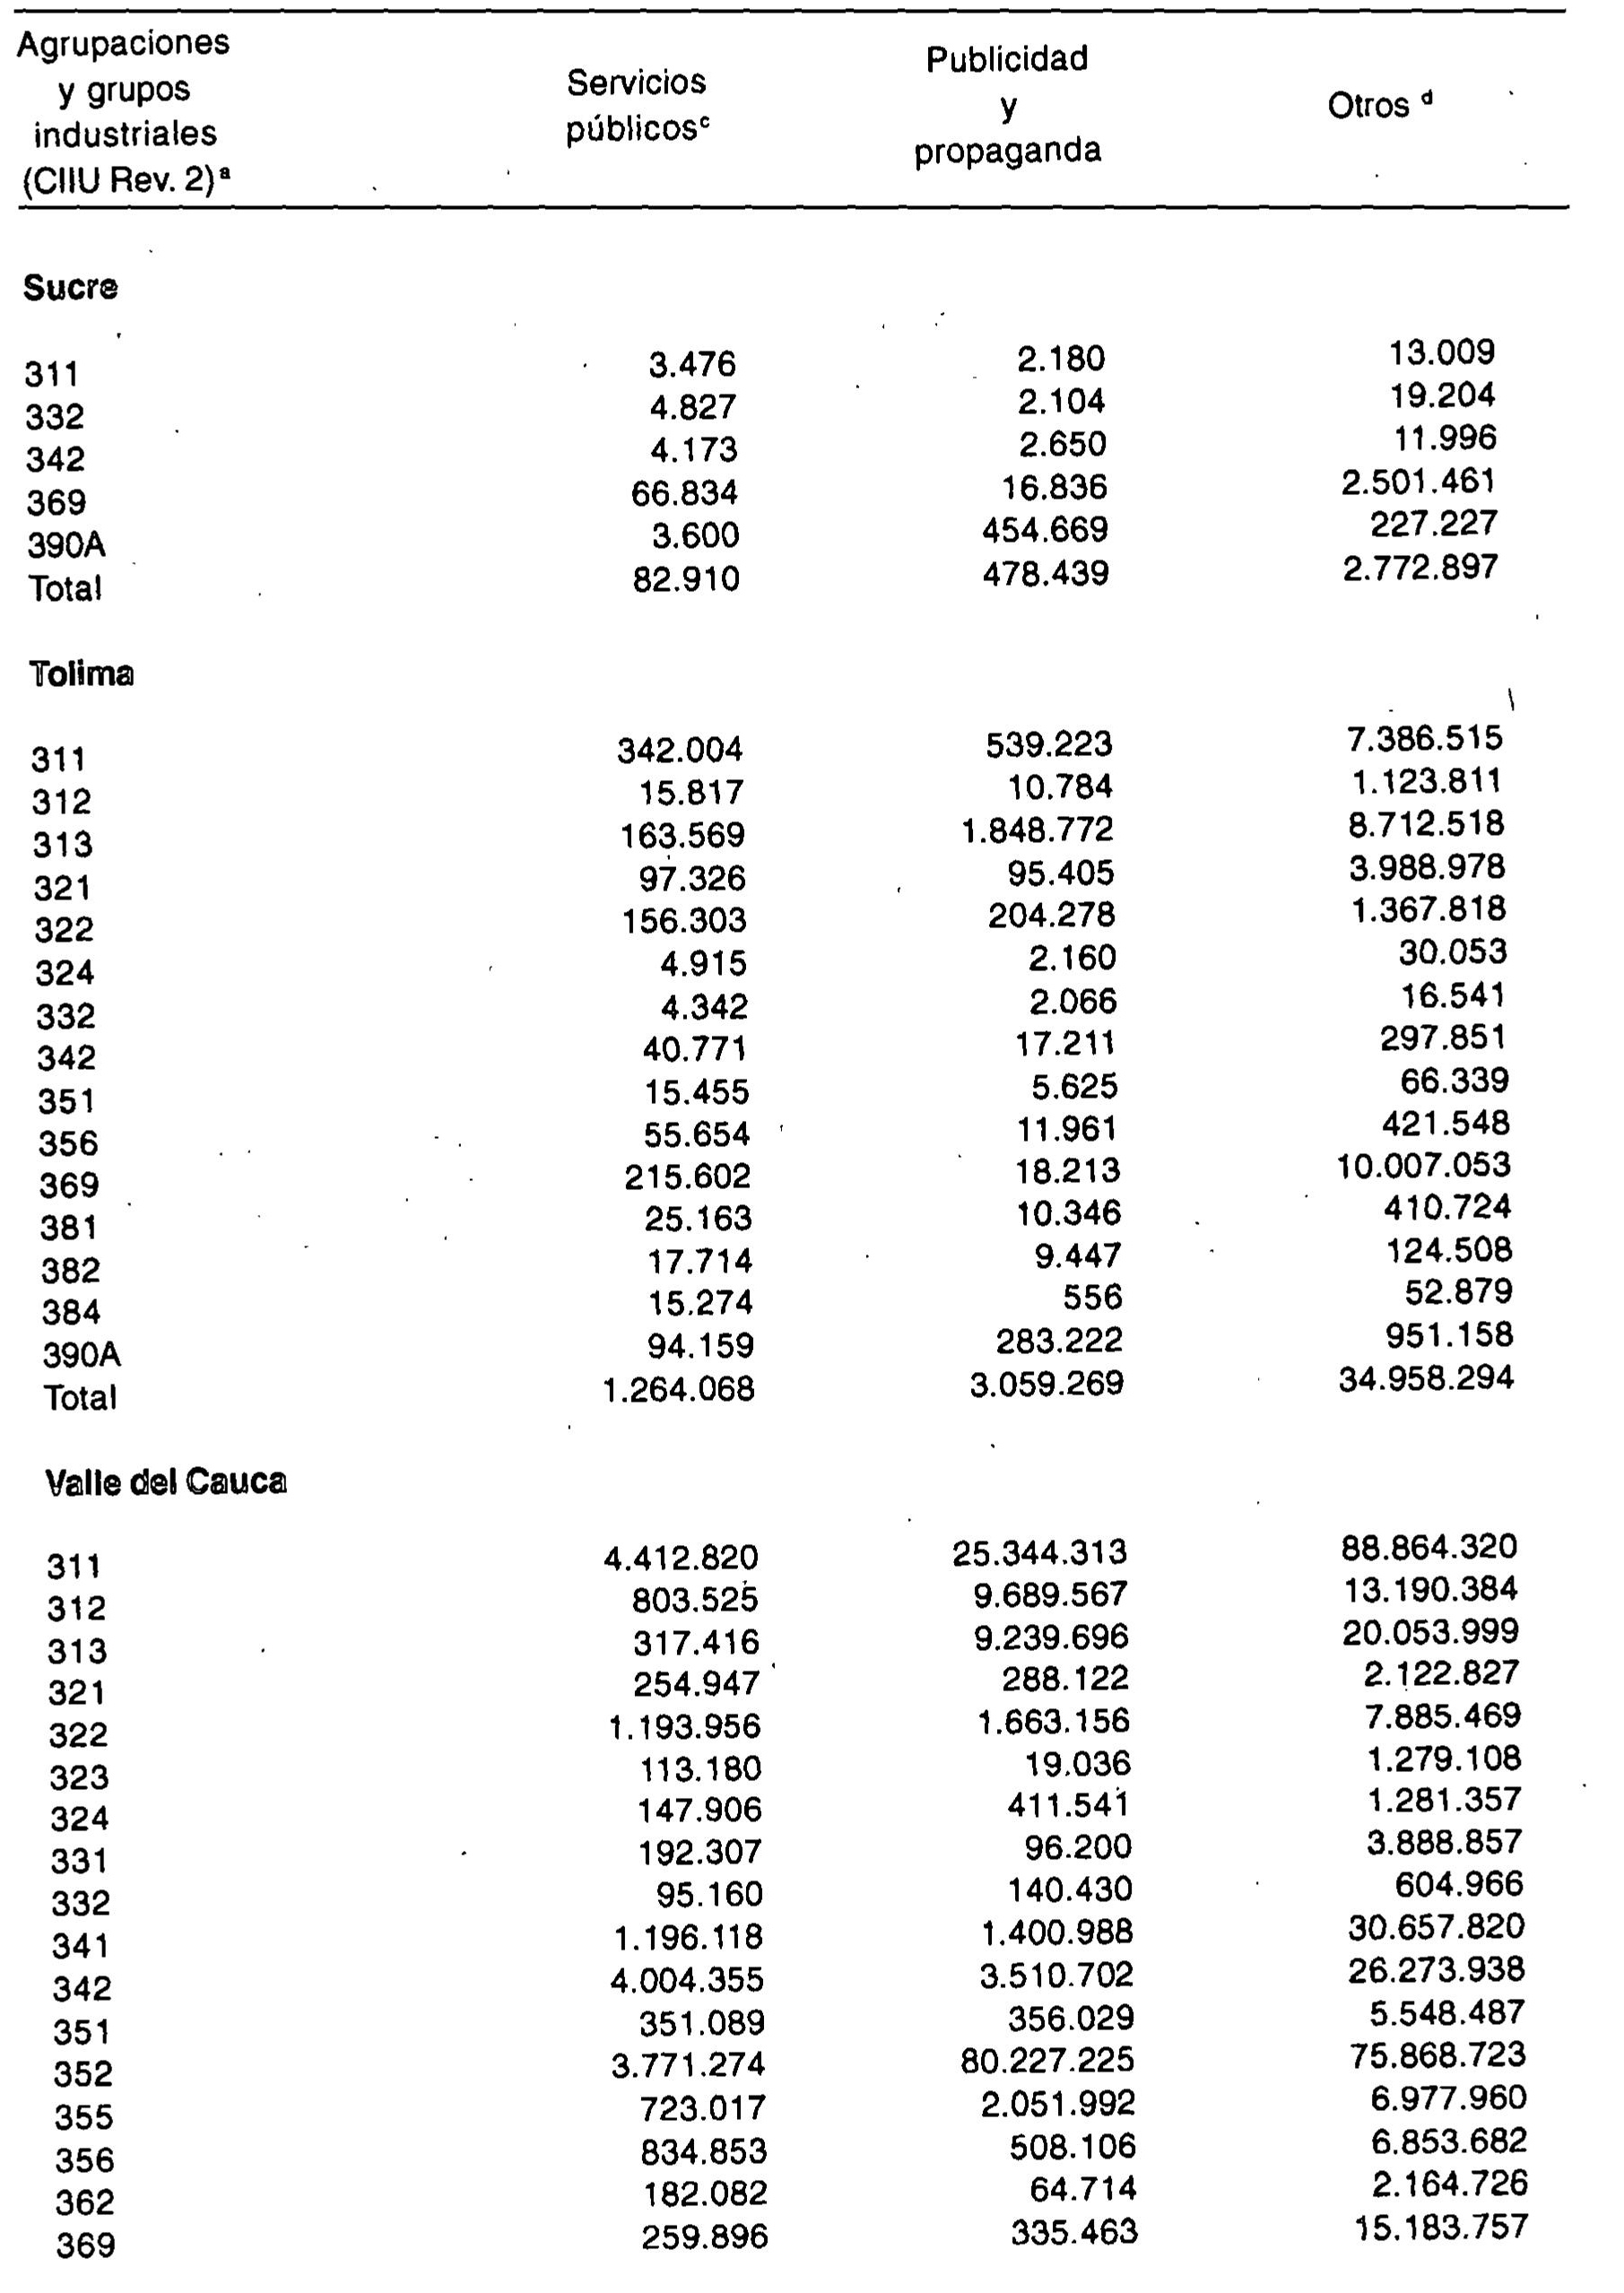 Agrupaciones
y grupos
industriales
(CIIU Rev. 2)ª
Servicios
públicosᶜ
Publicidad
y
propaganda
Otros ᵈ
Sucre
311 3.476 2.180 13.009
332 4.827 2.104 19.204
342 4.173 2.650 11.996
369 66.834 16.836 2.501.461
390A 3.600 454.669 227.227
Total 82.910 478.439 2.772.897
Tolima
311 342.004 539.223 7.386.515
312 15.817 10.784 1.123.811
313 163.569 1.848.772 8.712.518
321 97.326 95.405 3.988.978
322 156.303 204.278 1.367.818
324 4.915 2.160 30.053
332 4.342 2.066 16.541
342 40.771 17.211 297.851
351 15.455 5.625 66.339
356 55.654 11.961 421.548
369 215.602 18.213 10.007.053
381 25.163 10.346 410.724
382 17.714 9.447 124.508
384 15.274 556 52.879
390A 94.159 283.222 951.158
Total 1.264.068 3.059.269 34.958.294
Valle del Cauca
311 4.412.820 25.344.313 88.864.320
312 803.525 9.689.567 13.190.384
313 317.416 9.239.696 20.053.999
321 254.947 288.122 2.122.827
322 1.193.956 1.663.156 7.885.469
323 113.180 19.036 1.279.108
324 147.906 411.541 1.281.357
331 192.307 96.200 3.888.857
332 95.160 140.430 604.966
341 1.196.118 1.400.988 30.657.820
342 4.004.355 3.510.702 26.273.938
351 351.089 356.029 5.548.487
352 3.771.274 80.227.225 75.868.723
355 723.017 2.051.992 6.977.960
356 834.853 508.106 6.853.682
362 182.082 64.714 2.164.726
369 259.896 335.463 15.183.757